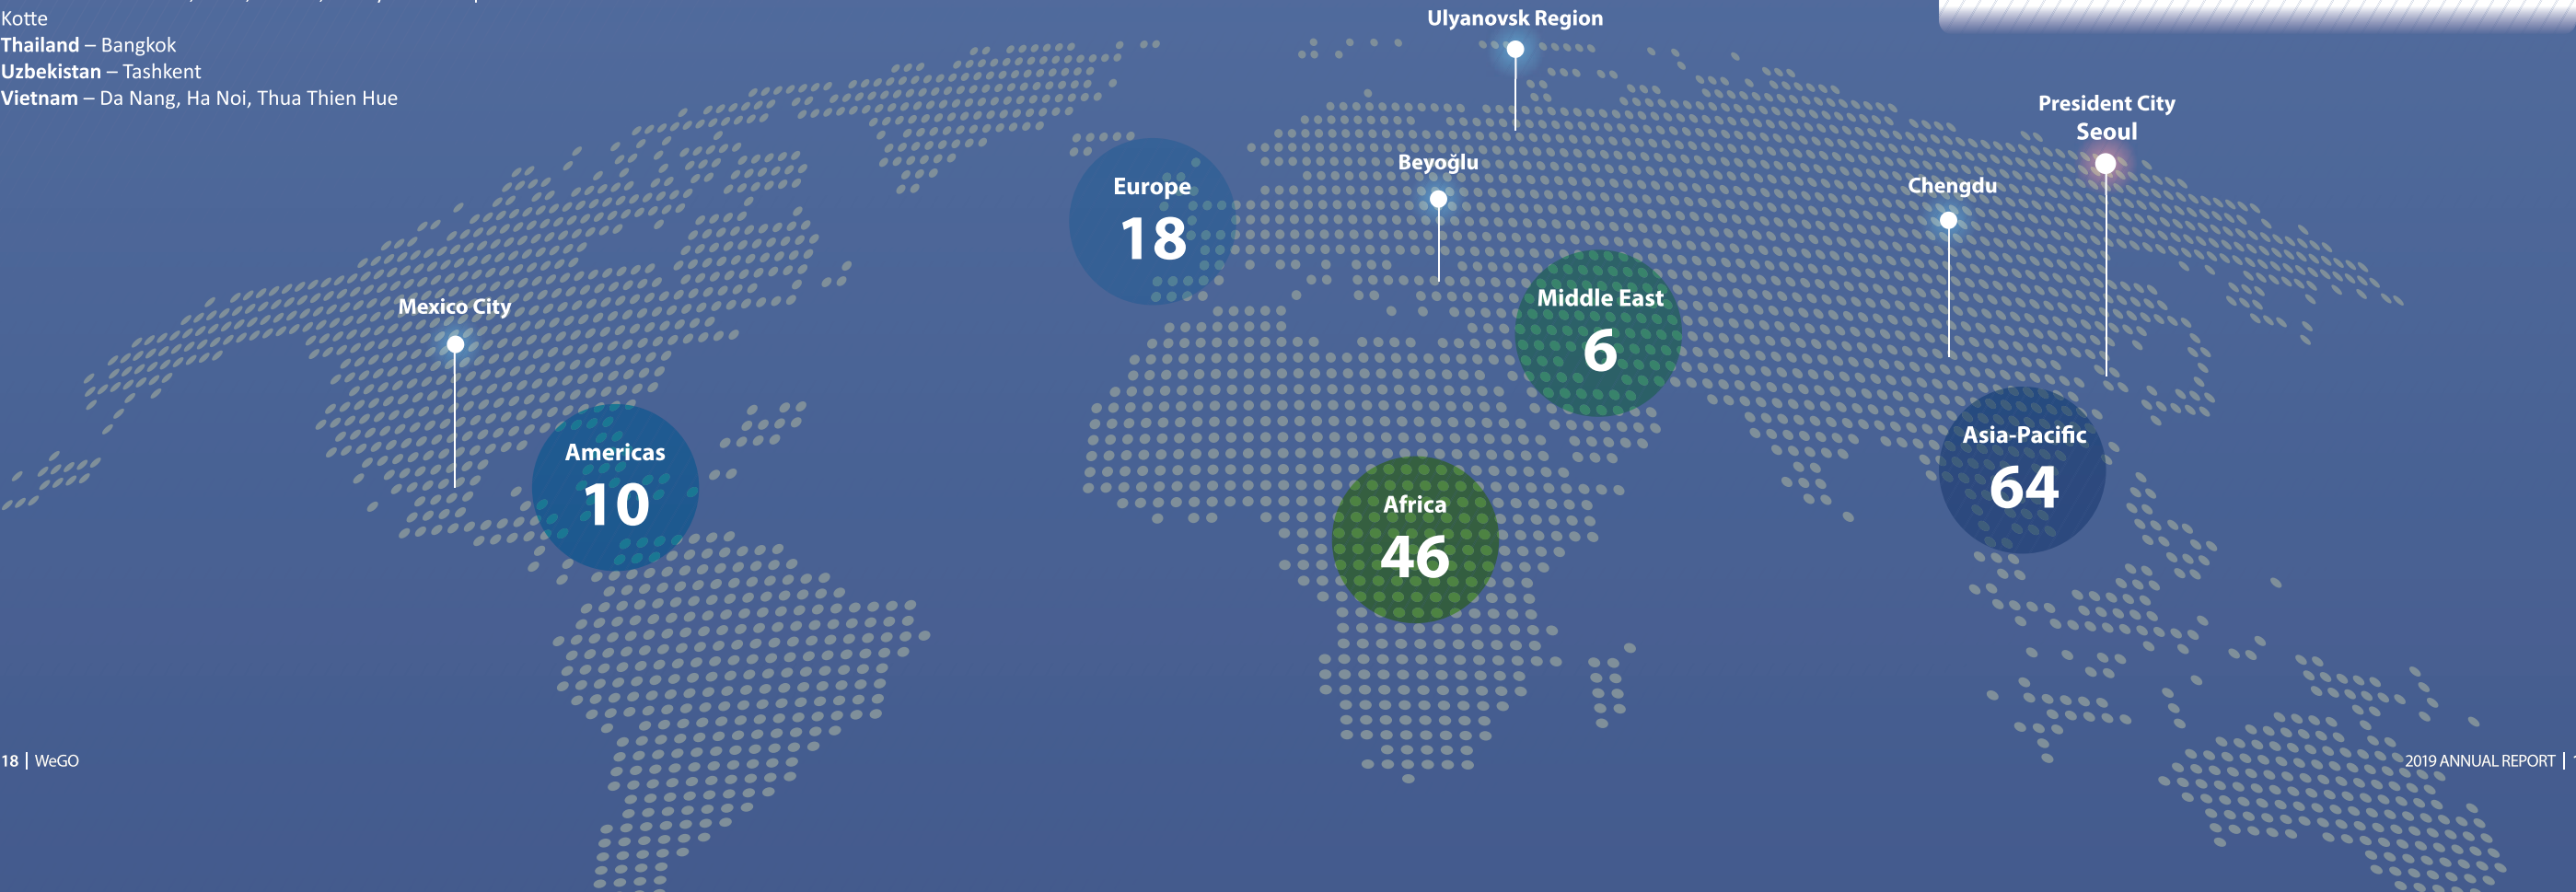 Kotte
Thailand – Bangkok
Uzbekistan – Tashkent
Vietnam – Da Nang, Ha Noi, Thua Thien Hue
Ulyanovsk Region
President City
Seoul
Beyoğlu
Chengdu
Europe
18
Middle East
6
Mexico City
Americas
10
Asia-Pacific
64
Africa
46
18 | WeGO
2019 ANNUAL REPORT |